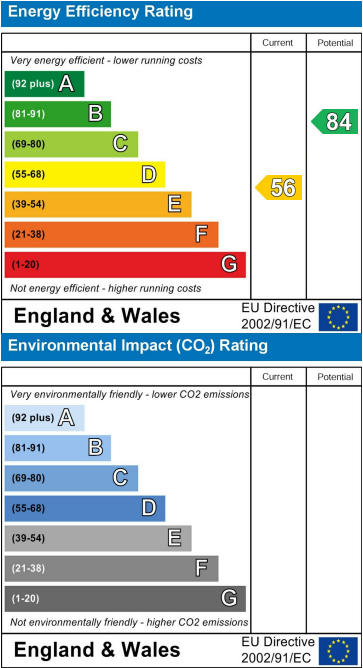 Energy Efficiency Rating
Current Potential
Very energy efficient - lower running costs
(92 plus) A
(81-91) B
84
(69-80) C
(55-68) D
56
(39-54) E
(21-38) F
(1-20) G
Not energy efficient - higher running costs
England & Wales
EU Directive
2002/91/EC
Environmental Impact (CO₂) Rating
Current Potential
Very environmentally friendly - lower CO2 emissions
(92 plus) A
(81-91) B
(69-80) C
(55-68) D
(39-54) E
(21-38) F
(1-20) G
Not environmentally friendly - higher CO2 emissions
England & Wales
EU Directive
2002/91/EC